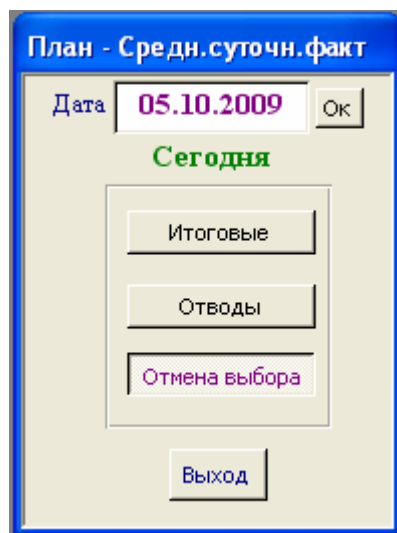 План - Средн.суточн.факт
Дата 05.10.2009 Ок
Сегодня
Итоговые
Отводы
Отмена выбора
Выход